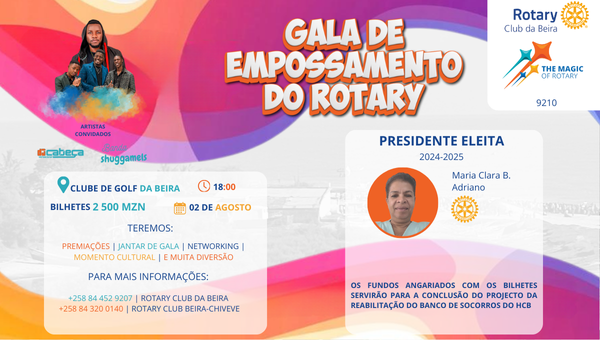 GALA DE
EMPOSSAMENTO
DO ROTARY
Rotary
Club da Beira
THE MAGIC
OF ROTARY
9210
ARTISTAS
CONVIDADOS
cabeça
shuggamels
CLUBE DE GOLF DA BEIRA
18:00
BILHETES 2 500 MZN
02 DE AGOSTO
TEREMOS:
PREMIAÇÕES | JANTAR DE GALA | NETWORKING |
MOMENTO CULTURAL | E MUITA DIVERSÃO
PARA MAIS INFORMAÇÕES:
+258 84 452 9207 | ROTARY CLUB DA BEIRA
+258 84 320 0140 | ROTARY CLUB BEIRA-CHIVEVE
PRESIDENTE ELEITA
2024-2025
Maria Clara B.
Adriano
OS FUNDOS ANGARIADOS COM OS BILHETES
SERVIRÃO PARA A CONCLUSÃO DO PROJECTO DA
REABILITAÇÃO DO BANCO DE SOCORROS DO HCB